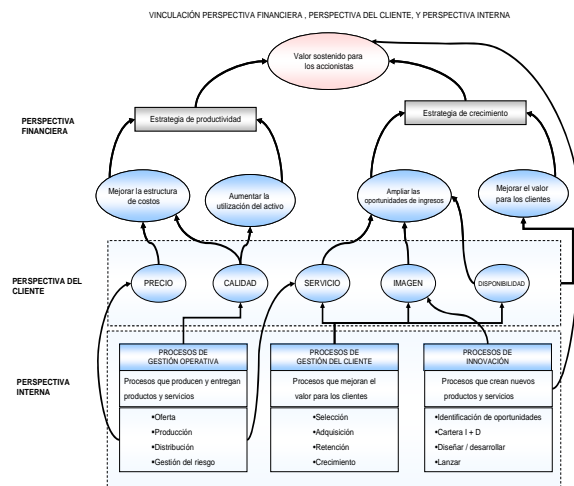 VINCULACIÓN PERSPECTIVA FINANCIERA , PERSPECTIVA DEL CLIENTE, Y PERSPECTIVA INTERNA
Valor sostenido para
los accionistas
PERSPECTIVA
FINANCIERA
Estrategia de productividad
Estrategia de crecimiento
Mejorar la estructura
de costos
Aumentar la
utilización del activo
Ampliar las
oportunidades de ingresos
Mejorar el valor
para los clientes
PERSPECTIVA DEL
CLIENTE
PRECIO
CALIDAD
SERVICIO
IMAGEN
DISPONIBILIDAD
PERSPECTIVA
INTERNA
PROCESOS DE
GESTIÓN OPERATIVA
Procesos que producen y entregan
productos y servicios
•Oferta
•Producción
•Distribución
•Gestión del riesgo
PROCESOS DE
GESTIÓN DEL CLIENTE
Procesos que mejoran el
valor para los clientes
•Selección
•Adquisición
•Retención
•Crecimiento
PROCESOS DE
INNOVACIÓN
Procesos que crean nuevos
productos y servicios
•Identificación de oportunidades
•Cartera I + D
•Diseñar / desarrollar
•Lanzar